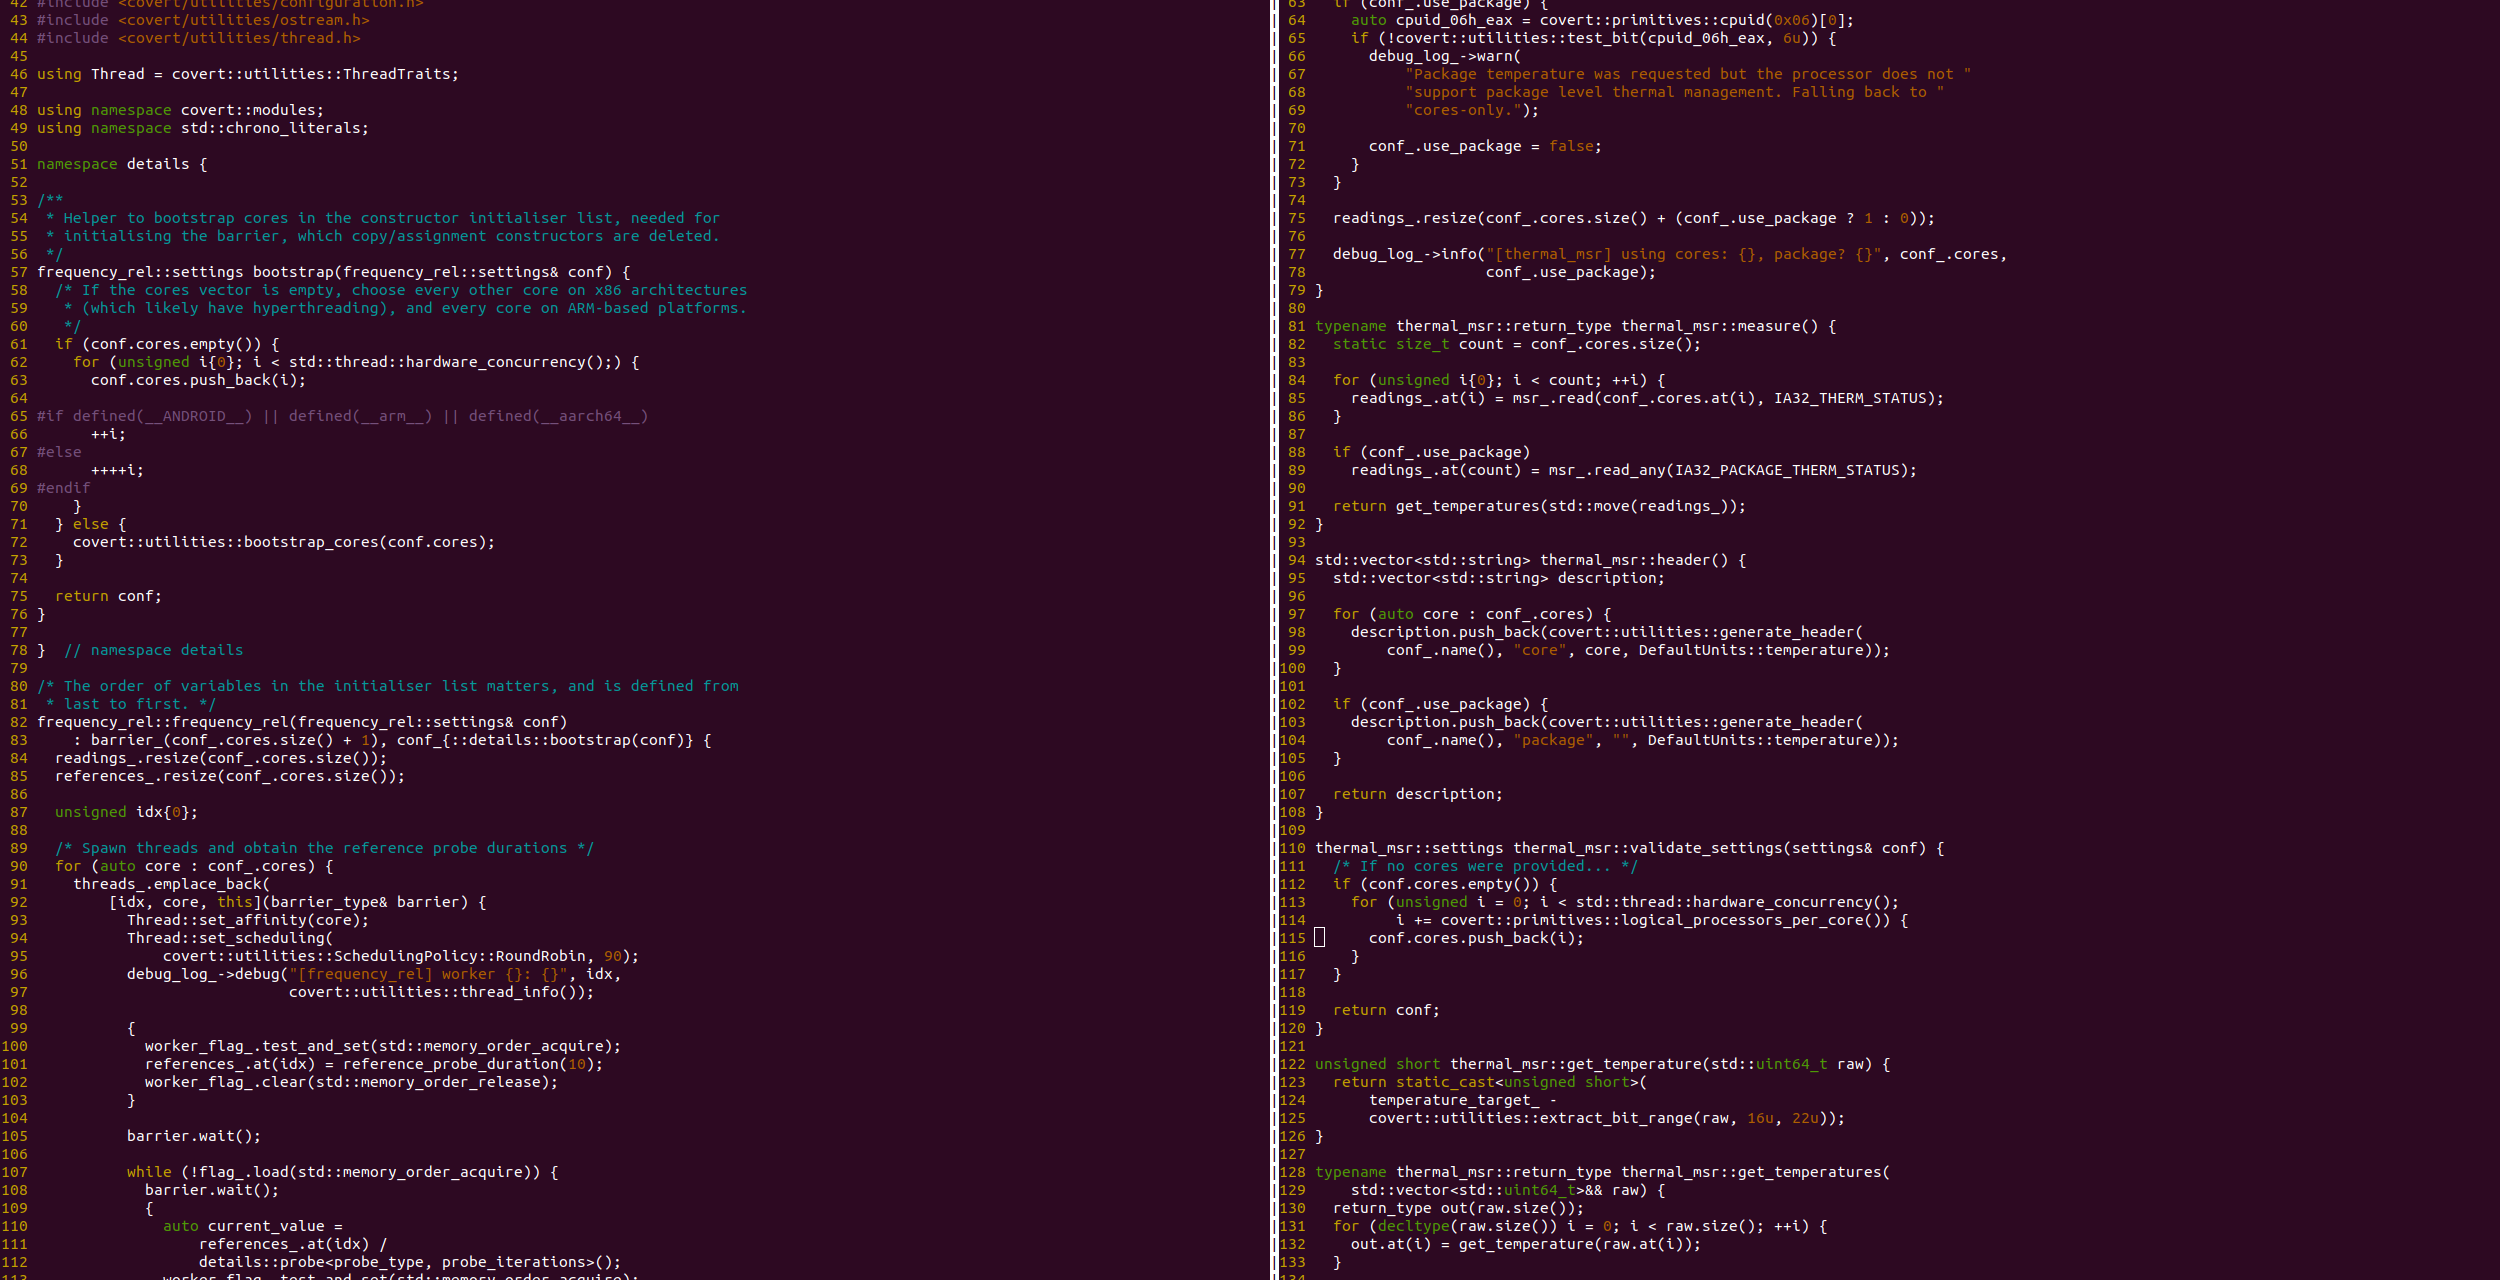 42 #include <covert/utilities/configuration.h>
43 #include <covert/utilities/ostream.h>
44 #include <covert/utilities/thread.h>
45
46 using Thread = covert::utilities::ThreadTraits;
47
48 using namespace covert::modules;
49 using namespace std::chrono_literals;
50
51 namespace details {
52
53 /**
54  * Helper to bootstrap cores in the constructor initialiser list, needed for
55  * initialising the barrier, which copy/assignment constructors are deleted.
56  */
57 frequency_rel::settings bootstrap(frequency_rel::settings& conf) {
58   /* If the cores vector is empty, choose every other core on x86 architectures
59    * (which likely have hyperthreading), and every core on ARM-based platforms.
60    */
61   if (conf.cores.empty()) {
62     for (unsigned i{0}; i < std::thread::hardware_concurrency();) {
63       conf.cores.push_back(i);
64
65 #if defined(__ANDROID__) || defined(__arm__) || defined(__aarch64__)
66       ++i;
67 #else
68       ++++i;
69 #endif
70     }
71   } else {
72     covert::utilities::bootstrap_cores(conf.cores);
73   }
74
75   return conf;
76 }
77
78 }  // namespace details
79
80 /* The order of variables in the initialiser list matters, and is defined from
81  * last to first. */
82 frequency_rel::frequency_rel(frequency_rel::settings& conf)
83     : barrier_(conf_.cores.size() + 1), conf_{::details::bootstrap(conf)} {
84   readings_.resize(conf_.cores.size());
85   references_.resize(conf_.cores.size());
86
87   unsigned idx{0};
88
89   /* Spawn threads and obtain the reference probe durations */
90   for (auto core : conf_.cores) {
91     threads_.emplace_back(
92         [idx, core, this](barrier_type& barrier) {
93           Thread::set_affinity(core);
94           Thread::set_scheduling(
95               covert::utilities::SchedulingPolicy::RoundRobin, 90);
96           debug_log_->debug("[frequency_rel] worker {}: {}", idx,
97                             covert::utilities::thread_info());
98
99           {
100             worker_flag_.test_and_set(std::memory_order_acquire);
101             references_.at(idx) = reference_probe_duration(10);
102             worker_flag_.clear(std::memory_order_release);
103           }
104
105           barrier.wait();
106
107           while (!flag_.load(std::memory_order_acquire)) {
108             barrier.wait();
109             {
110               auto current_value =
111                   references_.at(idx) /
112                   details::probe<probe_type, probe_iterations>();
113               worker_flag_.test_and_set(std::memory_order_acquire);
63   if (conf_.use_package) {
64     auto cpuid_06h_eax = covert::primitives::cpuid(0x06)[0];
65     if (!covert::utilities::test_bit(cpuid_06h_eax, 6u)) {
66       debug_log_->warn(
67           "Package temperature was requested but the processor does not "
68           "support package level thermal management. Falling back to "
69           "cores-only.");
70
71       conf_.use_package = false;
72     }
73   }
74
75   readings_.resize(conf_.cores.size() + (conf_.use_package ? 1 : 0));
76
77   debug_log_->info("[thermal_msr] using cores: {}, package? {}", conf_.cores,
78                    conf_.use_package);
79 }
80
81 typename thermal_msr::return_type thermal_msr::measure() {
82   static size_t count = conf_.cores.size();
83
84   for (unsigned i{0}; i < count; ++i) {
85     readings_.at(i) = msr_.read(conf_.cores.at(i), IA32_THERM_STATUS);
86   }
87
88   if (conf_.use_package)
89     readings_.at(count) = msr_.read_any(IA32_PACKAGE_THERM_STATUS);
90
91   return get_temperatures(std::move(readings_));
92 }
93
94 std::vector<std::string> thermal_msr::header() {
95   std::vector<std::string> description;
96
97   for (auto core : conf_.cores) {
98     description.push_back(covert::utilities::generate_header(
99         conf_.name(), "core", core, DefaultUnits::temperature));
100   }
101
102   if (conf_.use_package) {
103     description.push_back(covert::utilities::generate_header(
104         conf_.name(), "package", "", DefaultUnits::temperature));
105   }
106
107   return description;
108 }
109
110 thermal_msr::settings thermal_msr::validate_settings(settings& conf) {
111   /* If no cores were provided... */
112   if (conf.cores.empty()) {
113     for (unsigned i = 0; i < std::thread::hardware_concurrency();
114          i += covert::primitives::logical_processors_per_core()) {
115       conf.cores.push_back(i);
116     }
117   }
118
119   return conf;
120 }
121
122 unsigned short thermal_msr::get_temperature(std::uint64_t raw) {
123   return static_cast<unsigned short>(
124       temperature_target_ -
125       covert::utilities::extract_bit_range(raw, 16u, 22u));
126 }
127
128 typename thermal_msr::return_type thermal_msr::get_temperatures(
129     std::vector<std::uint64_t>&& raw) {
130   return_type out(raw.size());
131   for (decltype(raw.size()) i = 0; i < raw.size(); ++i) {
132     out.at(i) = get_temperature(raw.at(i));
133   }
134